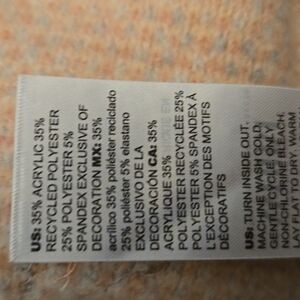 US: 35% ACRYLIC 35%
RECYCLED POLYESTER
25% POLYESTER 5%
SPANDEX EXCLUSIVE OF
DECORATION MX: 35%
acrílico 35% poliéster reciclado
25% poliéster 5% elastano
EXCLUSIVO DE LA
DECORACIÓN CA: 35%
ACRYLIQUE 35%
POLYESTER RECYCLÉE 25%
POLYESTER 5% SPANDEX À
L'EXCEPTION DES MOTIFS
DÉCORATIFS
US: TURN INSIDE OUT.
MACHINE WASH COLD,
GENTLE CYCLE. ONLY
NON-CHLORINE BLEACH.
LAY FLAT TO DRY. WARM